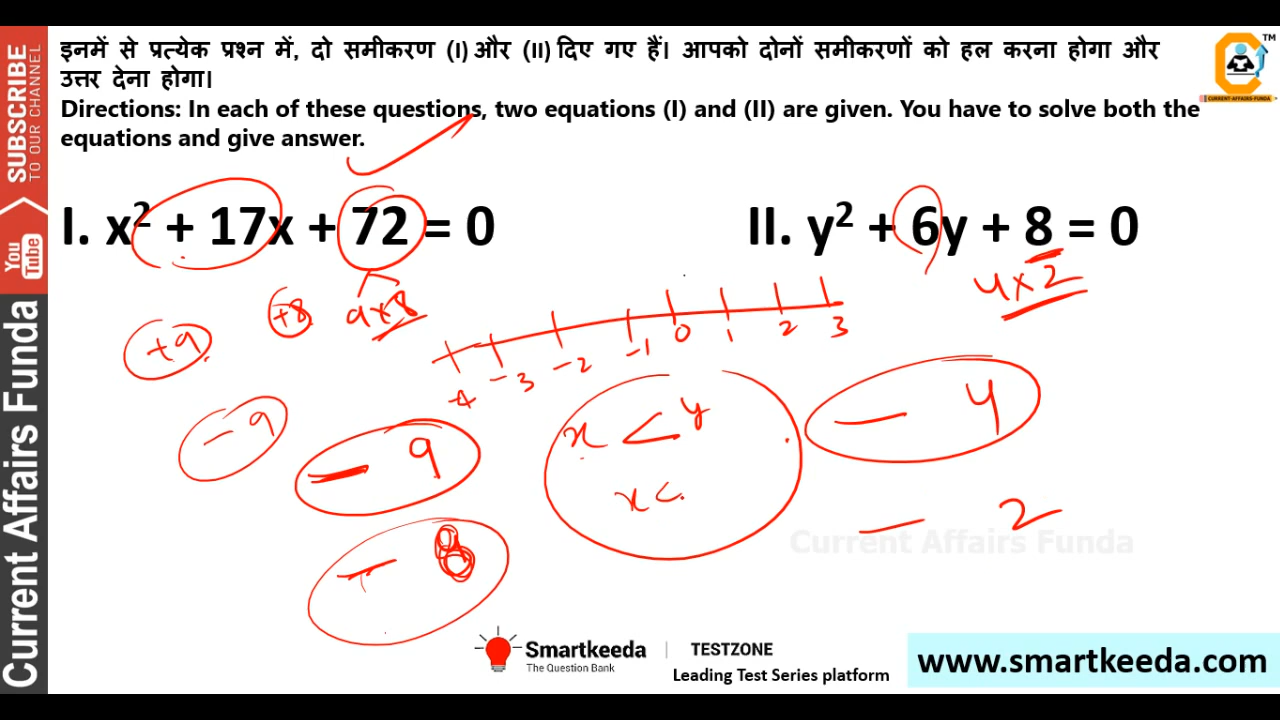 इनमें से प्रत्येक प्रश्न में, दो समीकरण (I) और (II) दिए गए हैं। आपको दोनों समीकरणों को हल करना होगा और
उत्तर देना होगा।
Directions: In each of these questions, two equations (I) and (II) are given. You have to solve both the
equations and give answer.
I. x² + 17x + 72 = 0
II. y² + 6y + 8 = 0
+9
+8
9×8
4×2
-4 -3 -2 -1 0 1 2 3
-9
-9
-8
x < y
x <
- 4
- 2
Current Affairs Funda
Smartkeeda
The Question Bank
TESTZONE
Leading Test Series platform
www.smartkeeda.com
SUBSCRIBE
TO OUR CHANNEL
You
Tube
Current Affairs Funda
TM
CURRENT-AFFAIRS-FUNDA